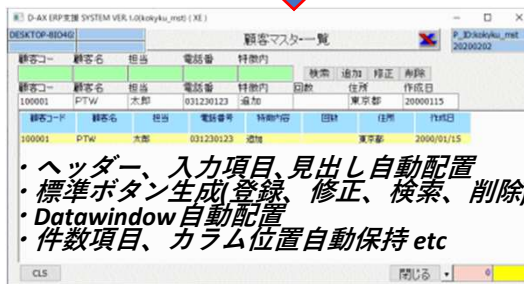 D-AX ERP支援 SYSTEM VER. 1.0(kokyku_mst) ( XE )
DESKTOP-8IO4G
顧客マスター一覧
P_ID:kokyku_mst
20200202
顧客コー 顧客名 担当 電話番 特徴内
検索 追加 修正 削除
顧客コー 顧客名 担当 電話番 特徴内 回数 住所 作成日
100001 PTW 太郎 031230123 追加 東京都 20000115
顧客コード 顧客名 担当 電話番号 特徴内容 回数 住所 作成日
100001 PTW 太郎 031230123 追加 東京都 2000/01/15
・ヘッダー、入力項目、見出し自動配置
・標準ボタン生成(登録、修正、検索、削除)
・Datawindow自動配置
・件数項目、カラム位置自動保持 etc
CLS 閉じる 0